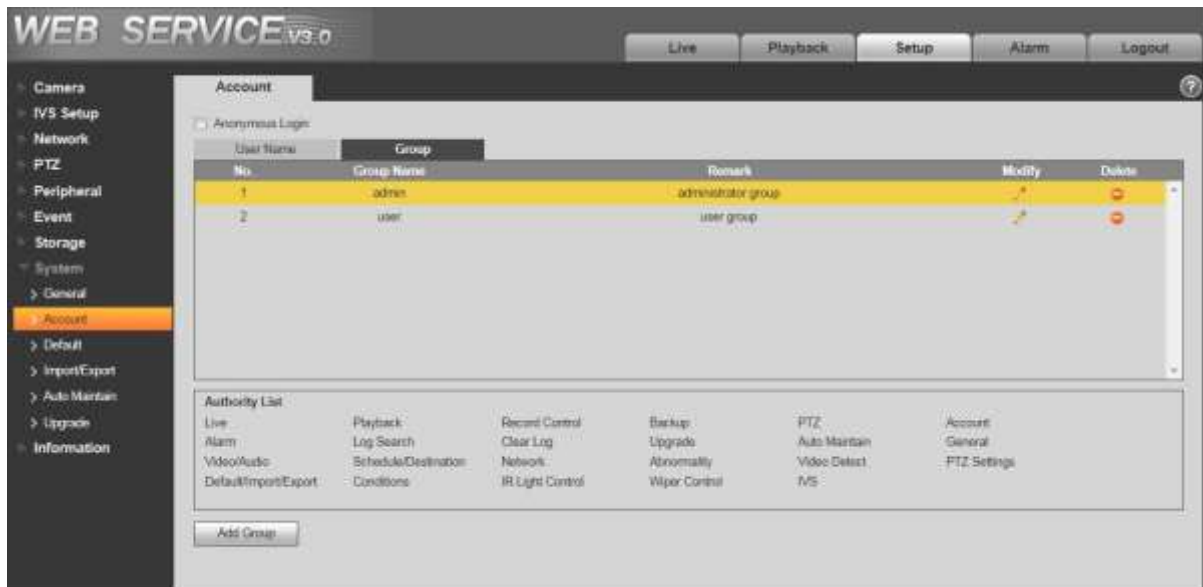 WEB SERVICE V3.0
Live Playback Setup Alarm Logout
Camera
IVS Setup
Network
PTZ
Peripheral
Event
Storage
System
> General
> Account
> Default
> Import/Export
> Auto Maintain
> Upgrade
Information
Account
?
Anonymous Login
User Name Group
No. Group Name Remark Modify Delete
1 admin administrator group
2 user user group
Authority List
Live Playback Record Control Backup PTZ Account
Alarm Log Search Clear Log Upgrade Auto Maintain General
Video/Audio Schedule/Destination Network Abnormality Video Detect PTZ Settings
Default/Import/Export Conditions IR Light Control Wiper Control IVS
Add Group